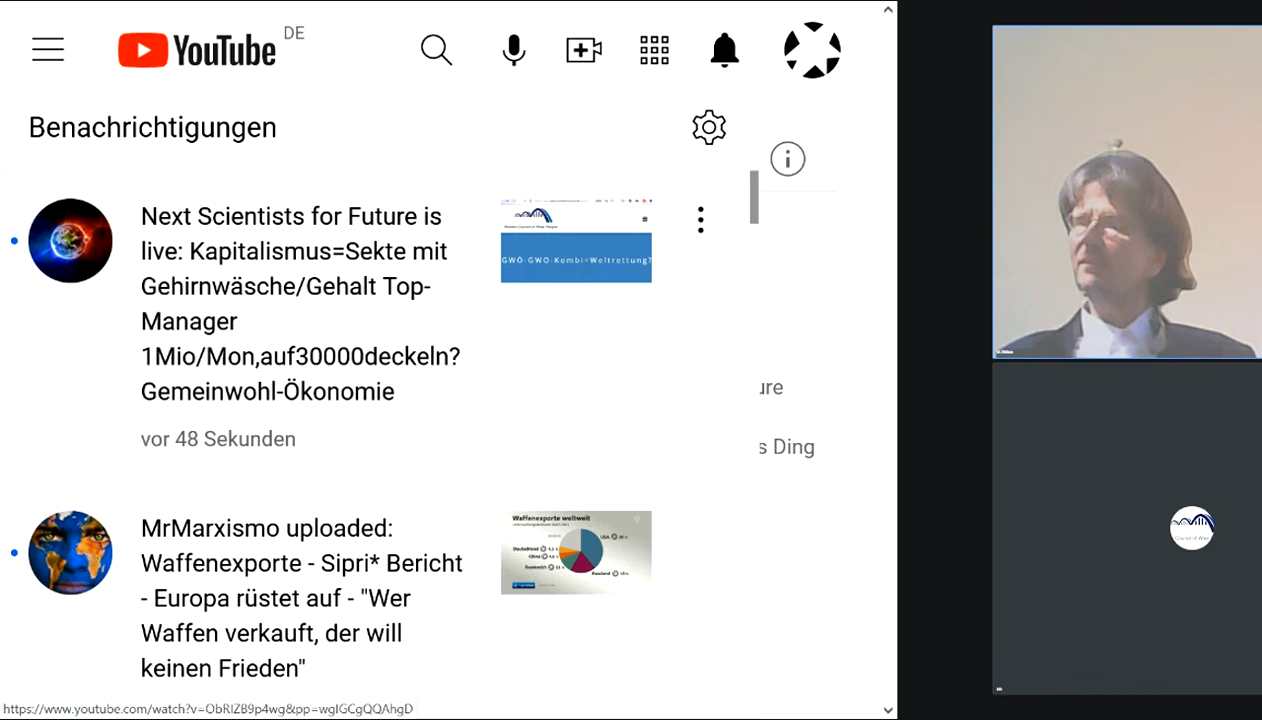 YouTube DE
Benachrichtigungen
Next Scientists for Future is
live: Kapitalismus=Sekte mit
Gehirnwäsche/Gehalt Top-
Manager
1Mio/Mon,auf30000deckeln?
Gemeinwohl-Ökonomie
vor 48 Sekunden
GWÖ-GWO-Kombi=Weltrettung?
ure
s Ding
MrMarxismo uploaded:
Waffenexporte - Sipri* Bericht
- Europa rüstet auf - "Wer
Waffen verkauft, der will
keinen Frieden"
Waffenexporte weltweit
USA
Deutschland
China
Frankreich
Russland
https://www.youtube.com/watch?v=ObRIZB9p4wg&pp=wgIGCgQQAhgD